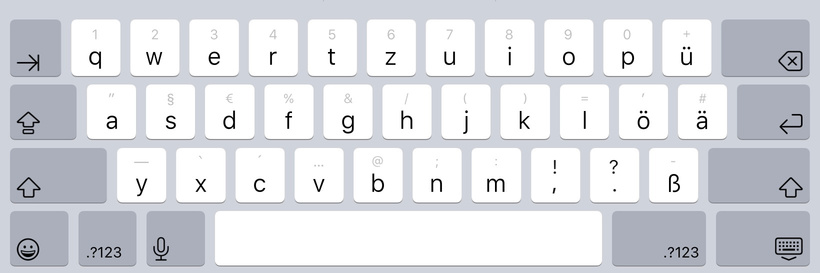 1 2 3 4 5 6 7 8 9 0 +
q w e r t z u i o p ü
" § € % & / ( ) = ' #
a s d f g h j k l ö ä
— ` ´ ... @ ; : ! ? -
y x c v b n m , . ß
.?123 .?123